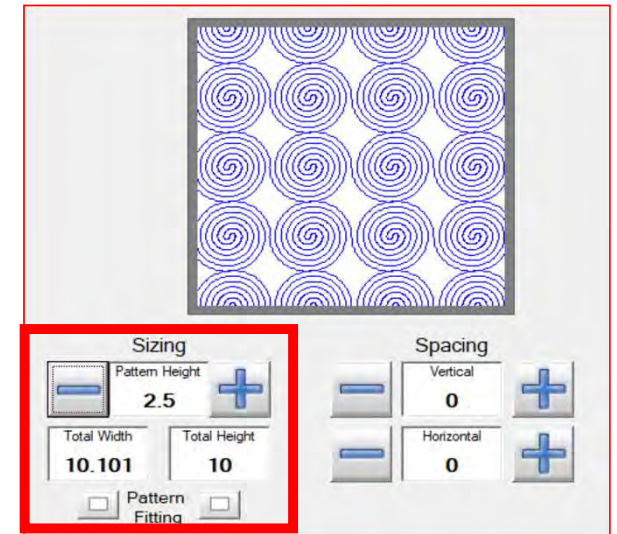 Sizing
Pattern Height
2.5
Total Width
10.101
Total Height
10
Pattern
Fitting
Spacing
Vertical
0
Horizontal
0